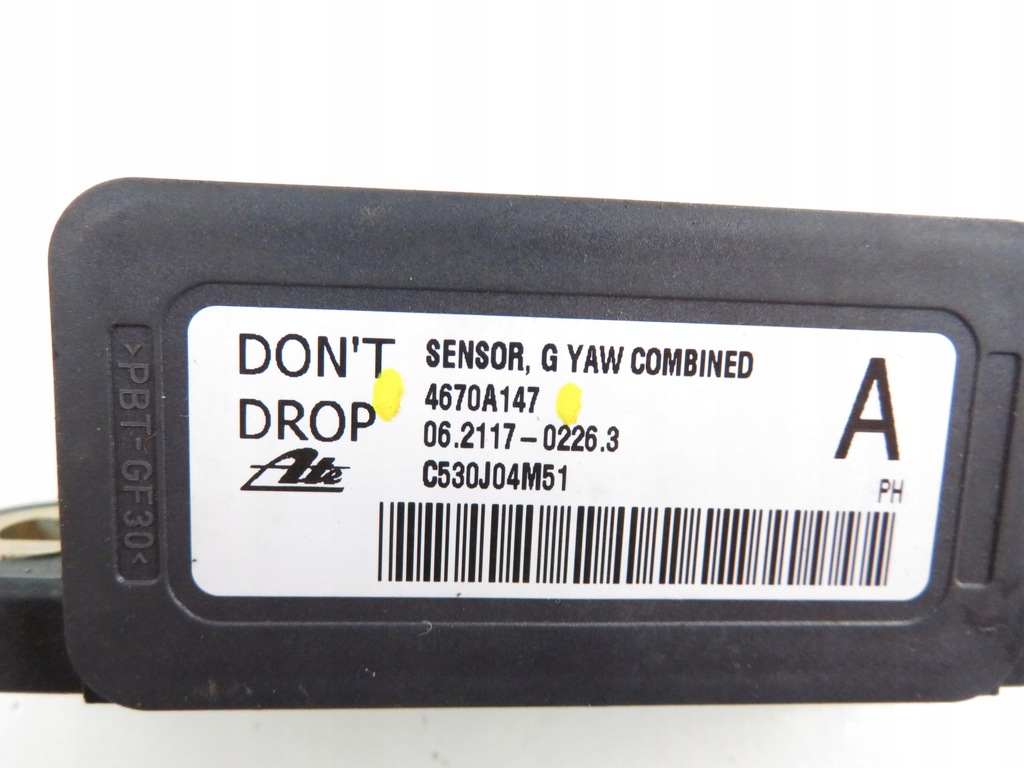 DON'T
DROP
Ate
SENSOR, G YAW COMBINED
4670A147
06.2117-0226.3
C530J04M51
A
PH
>PBT-GF30<